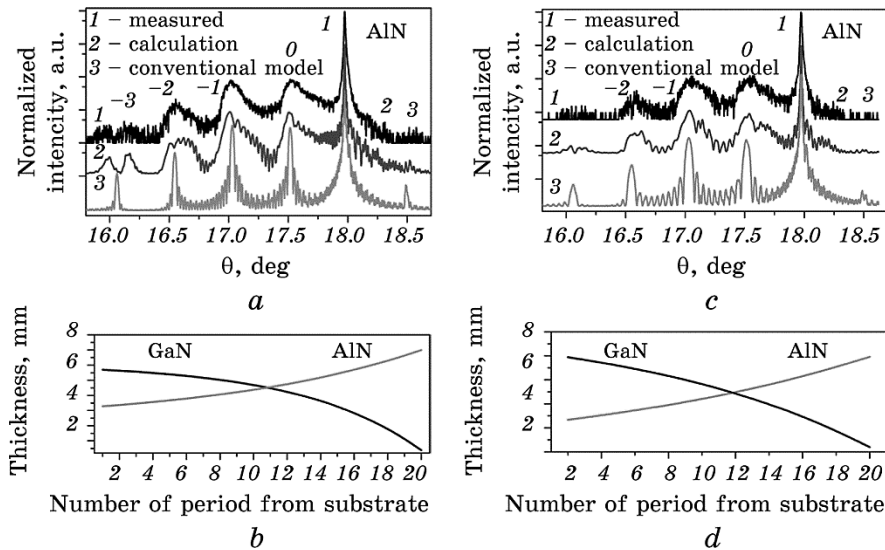 1 – measured
2 – calculation
3 – conventional model
AlN
1
0
-1
-2
-3
1
2
3
2
3
Normalized
intencity, a.u.
16.0 16.5 17.0 17.5 18.0 18.5
θ, deg
a
1 – measured
2 – calculation
3 – conventional model
AlN
1
0
-1
-2
1
2
3
2
3
Normalized
intencity, a.u.
16.0 16.5 17.0 17.5 18.0 18.5
θ, deg
c
8
6
4
2
Thickness, mm
GaN
AlN
2 4 6 8 10 12 14 16 18 20
Number of period from substrate
b
8
6
4
2
Thickness, mm
GaN
AlN
2 4 6 8 10 12 14 16 18 20
Number of period from substrate
d